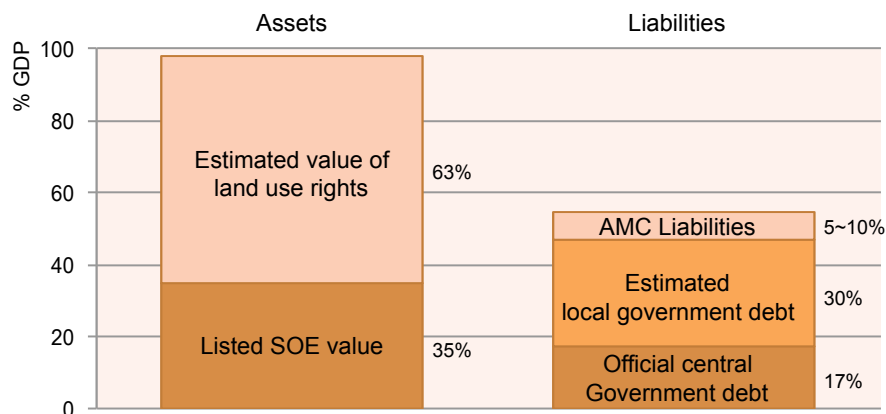 Assets
Liabilities
% GDP
100
80
60
40
20
0
Estimated value of
land use rights
63%
Listed SOE value
35%
AMC Liabilities
5~10%
Estimated
local government debt
30%
Official central
Government debt
17%